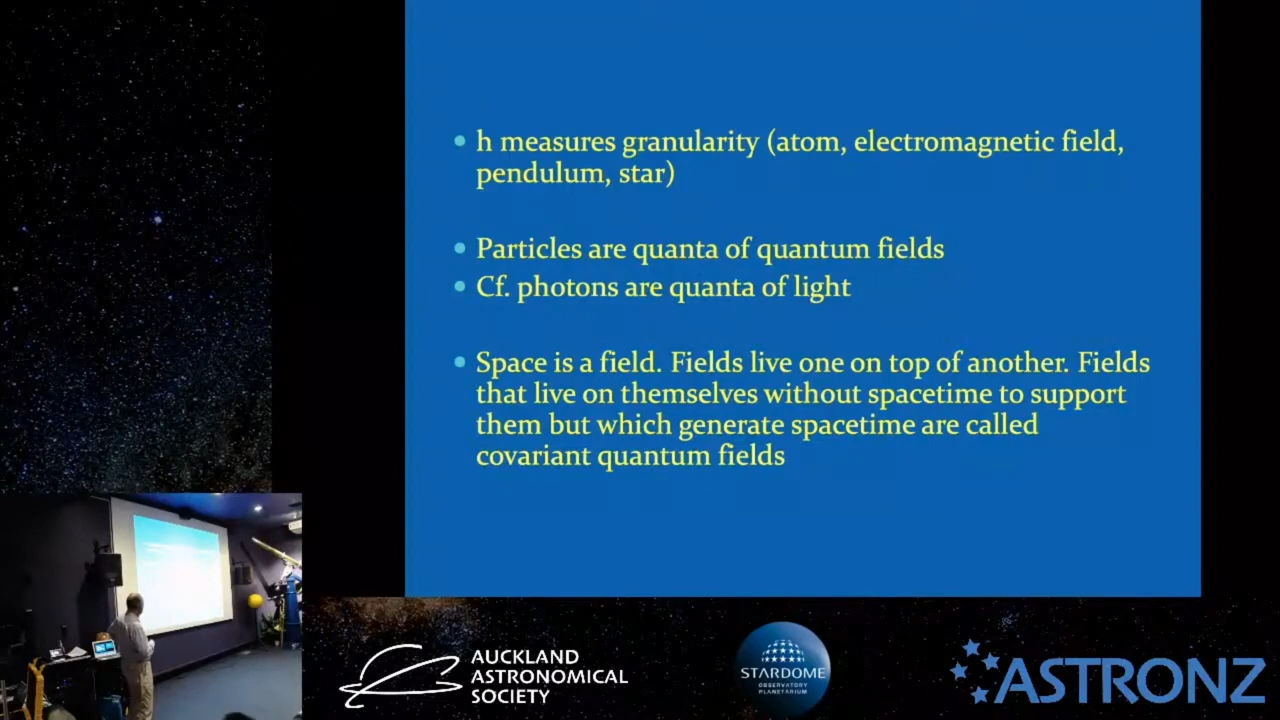 h measures granularity (atom, electromagnetic field,
pendulum, star)
Particles are quanta of quantum fields
Cf. photons are quanta of light
Space is a field. Fields live one on top of another. Fields
that live on themselves without spacetime to support
them but which generate spacetime are called
covariant quantum fields
AUCKLAND
ASTRONOMICAL
SOCIETY
STARDOME
OBSERVATORY
PLANETARIUM
ASTRONZ